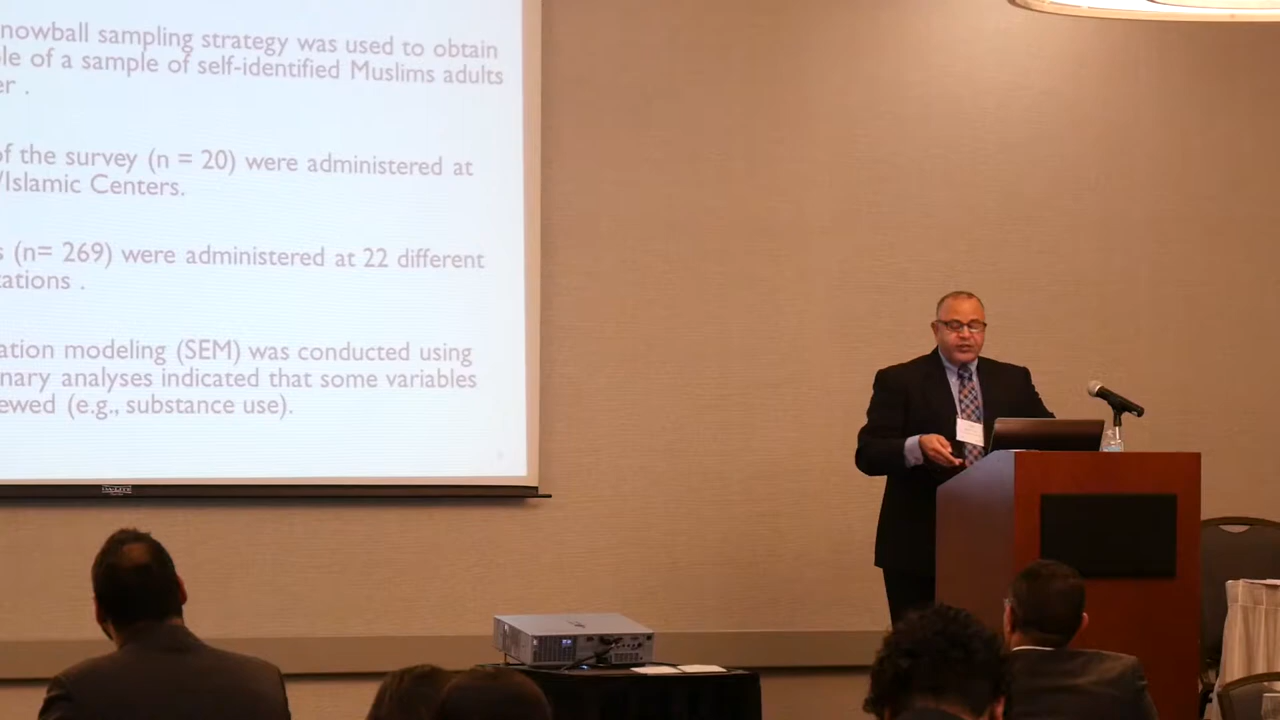 nowball sampling strategy was used to obtain
le of a sample of self-identified Muslims adults
er .
of the survey (n = 20) were administered at
/Islamic Centers.
s (n= 269) were administered at 22 different
ations .
ation modeling (SEM) was conducted using
nary analyses indicated that some variables
ewed (e.g., substance use).
DA-LITE